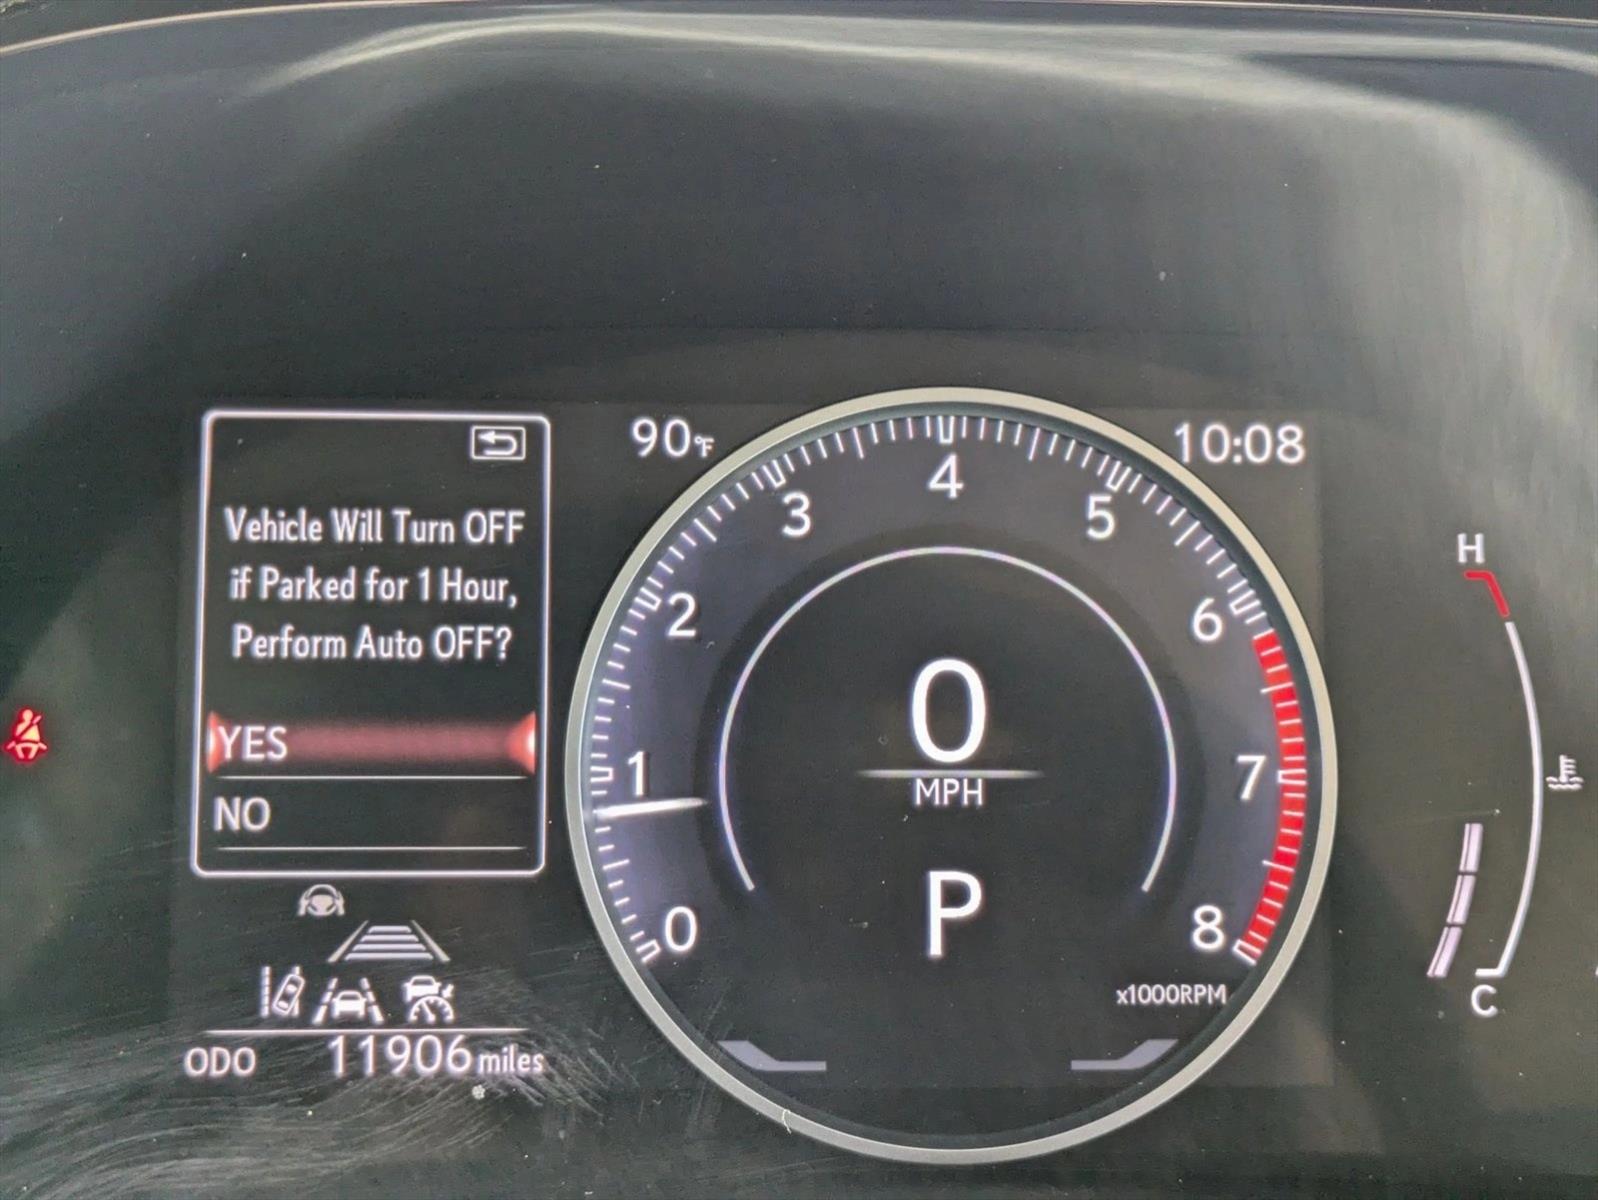 Vehicle Will Turn OFF
if Parked for 1 Hour,
Perform Auto OFF?
YES
NO
ODO 11906 miles
90°F
10:08
0
1
2
3
4
5
6
7
8
0
MPH
P
x1000RPM
H
C